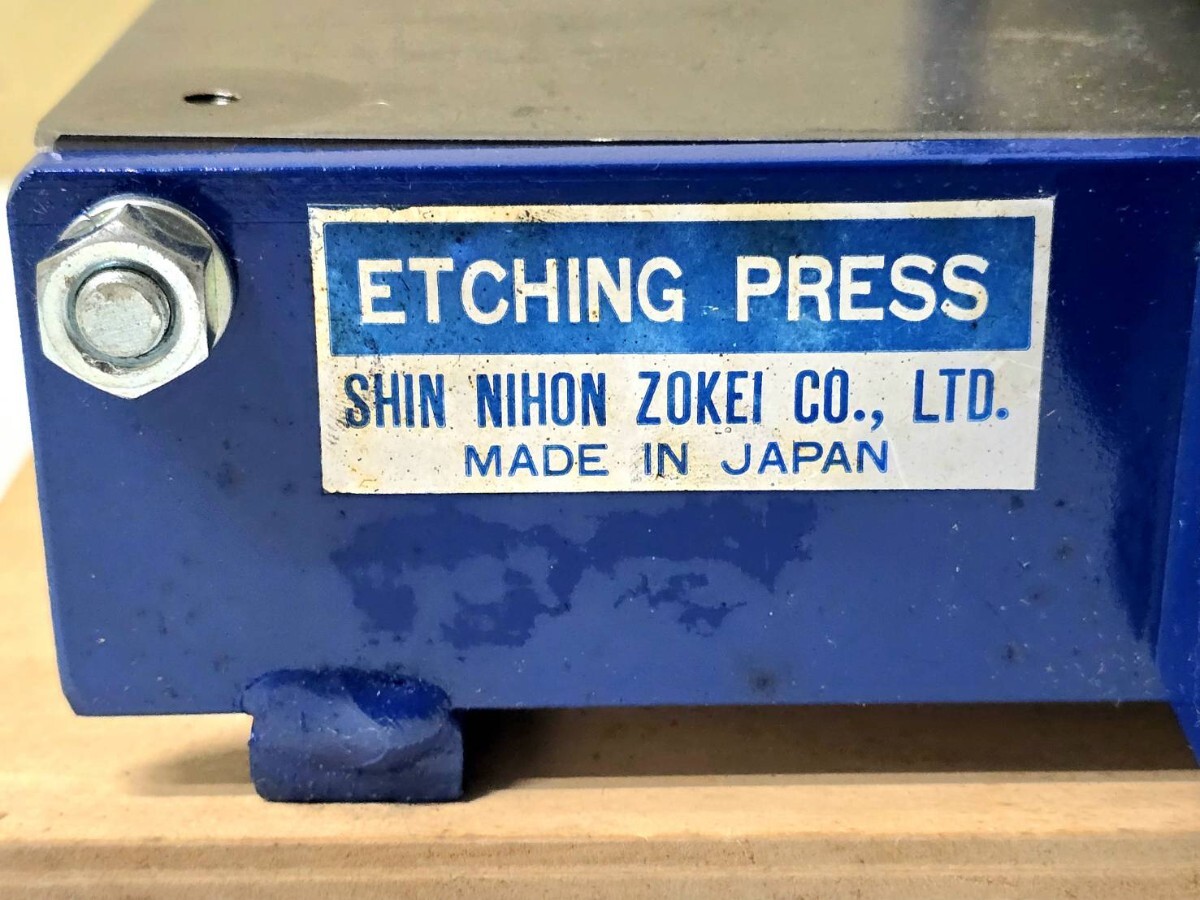 ETCHING PRESS
SHIN NIHON ZOKEI CO., LTD.
MADE IN JAPAN